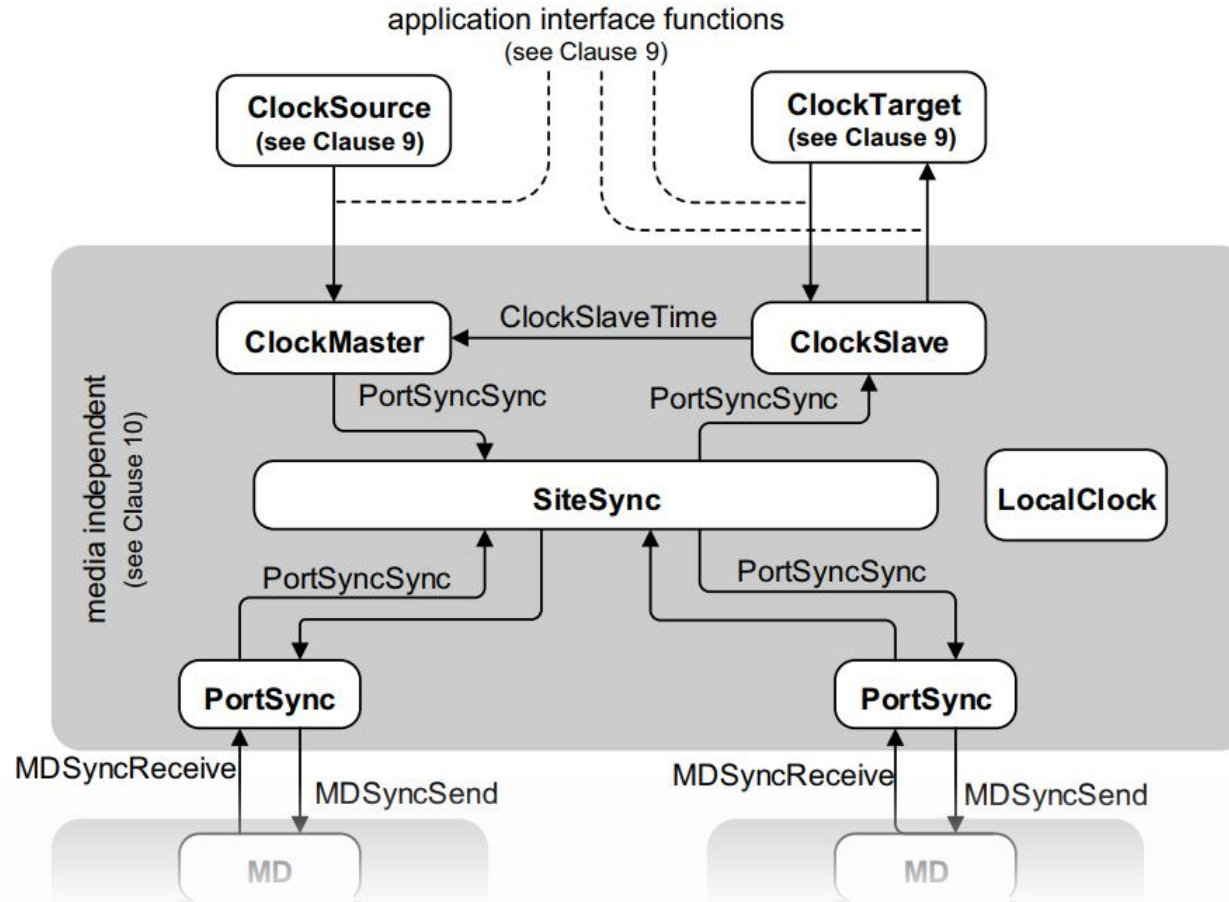 application interface functions
(see Clause 9)
ClockSource
(see Clause 9)
ClockTarget
(see Clause 9)
media independent
(see Clause 10)
ClockMaster
ClockSlaveTime
ClockSlave
PortSyncSync
PortSyncSync
SiteSync
LocalClock
PortSyncSync
PortSyncSync
PortSync
PortSync
MDSyncReceive
MDSyncSend
MDSyncReceive
MDSyncSend
MD
MD